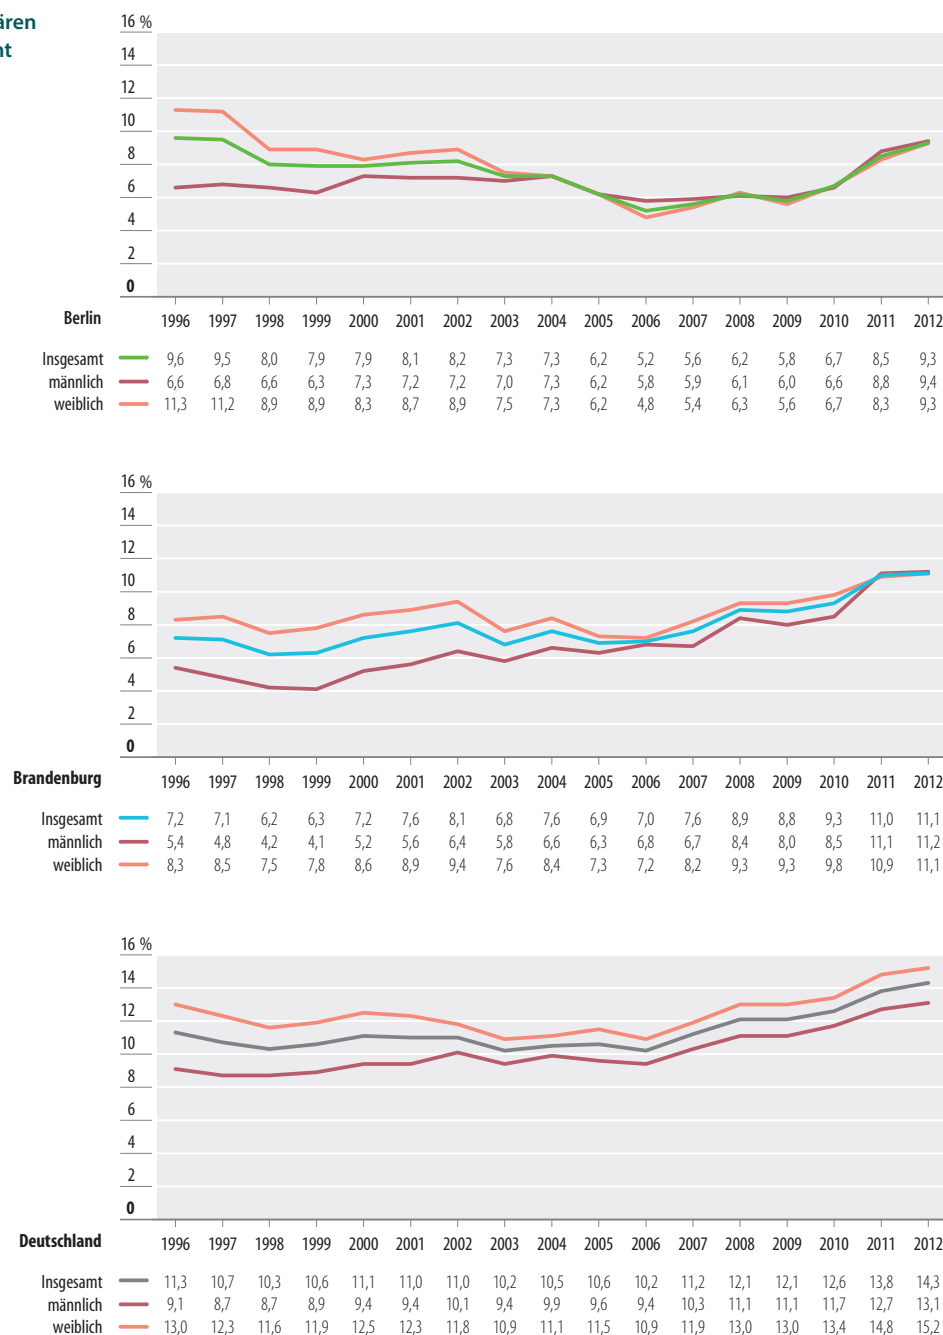 ären
nt
16 %
14
12
10
8
6
4
2
0
Berlin 1996 1997 1998 1999 2000 2001 2002 2003 2004 2005 2006 2007 2008 2009 2010 2011 2012
Insgesamt 9,6 9,5 8,0 7,9 7,9 8,1 8,2 7,3 7,3 6,2 5,2 5,6 6,2 5,8 6,7 8,5 9,3
männlich 6,6 6,8 6,6 6,3 7,3 7,2 7,2 7,0 7,3 6,2 5,8 5,9 6,1 6,0 6,6 8,8 9,4
weiblich 11,3 11,2 8,9 8,9 8,3 8,7 8,9 7,5 7,3 6,2 4,8 5,4 6,3 5,6 6,7 8,3 9,3
16 %
14
12
10
8
6
4
2
0
Brandenburg 1996 1997 1998 1999 2000 2001 2002 2003 2004 2005 2006 2007 2008 2009 2010 2011 2012
Insgesamt 7,2 7,1 6,2 6,3 7,2 7,6 8,1 6,8 7,6 6,9 7,0 7,6 8,9 8,8 9,3 11,0 11,1
männlich 5,4 4,8 4,2 4,1 5,2 5,6 6,4 5,8 6,6 6,3 6,8 6,7 8,4 8,0 8,5 11,1 11,2
weiblich 8,3 8,5 7,5 7,8 8,6 8,9 9,4 7,6 8,4 7,3 7,2 8,2 9,3 9,3 9,8 10,9 11,1
16 %
14
12
10
8
6
4
2
0
Deutschland 1996 1997 1998 1999 2000 2001 2002 2003 2004 2005 2006 2007 2008 2009 2010 2011 2012
Insgesamt 11,3 10,7 10,3 10,6 11,1 11,0 11,0 10,2 10,5 10,6 10,2 11,2 12,1 12,1 12,6 13,8 14,3
männlich 9,1 8,7 8,7 8,9 9,4 9,4 10,1 9,4 9,9 9,6 9,4 10,3 11,1 11,1 11,7 12,7 13,1
weiblich 13,0 12,3 11,6 11,9 12,5 12,3 11,8 10,9 11,1 11,5 10,9 11,9 13,0 13,0 13,4 14,8 15,2